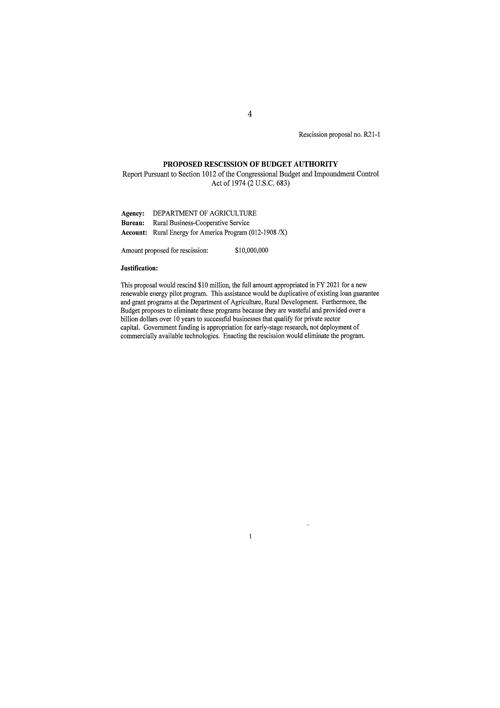 4
Rescission proposal no. R21-1
PROPOSED RESCISSION OF BUDGET AUTHORITY
Report Pursuant to Section 1012 of the Congressional Budget and Impoundment Control
Act of 1974 (2 U.S.C. 683)
Agency: DEPARTMENT OF AGRICULTURE
Bureau: Rural Business-Cooperative Service
Account: Rural Energy for America Program (012-1908 /X)
Amount proposed for rescission: $10,000,000
Justification:
This proposal would rescind $10 million, the full amount appropriated in FY 2021 for a new
renewable energy pilot program. This assistance would be duplicative of existing loan guarantee
and grant programs at the Department of Agriculture, Rural Development. Furthermore, the
Budget proposes to eliminate these programs because they are wasteful and provided over a
billion dollars over 10 years to successful businesses that qualify for private sector
capital. Government funding is appropriation for early-stage research, not deployment of
commercially available technologies. Enacting the rescission would eliminate the program.
1